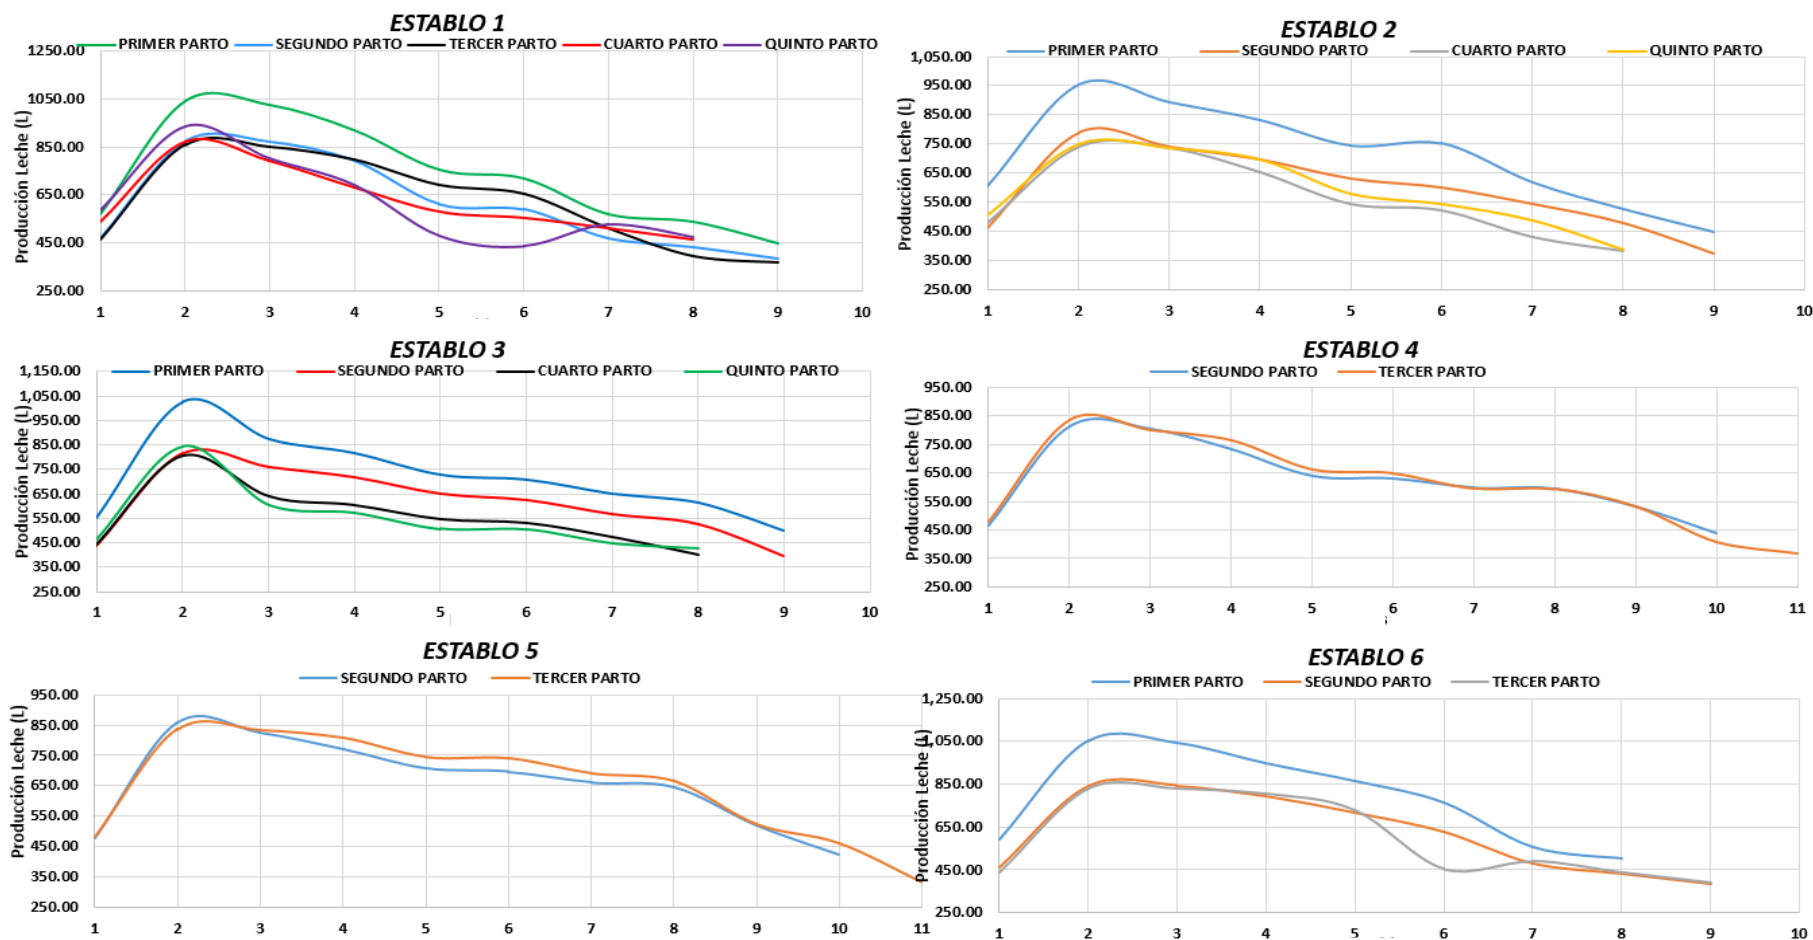 ESTABLO 1
PRIMER PARTO SEGUNDO PARTO TERCER PARTO CUARTO PARTO QUINTO PARTO
Producción Leche (L)
1250.00
1050.00
850.00
650.00
450.00
250.00
1 2 3 4 5 6 7 8 9 10
ESTABLO 2
PRIMER PARTO SEGUNDO PARTO CUARTO PARTO QUINTO PARTO
Producción Leche (L)
1,050.00
950.00
850.00
750.00
650.00
550.00
450.00
350.00
250.00
1 2 3 4 5 6 7 8 9 10
ESTABLO 3
PRIMER PARTO SEGUNDO PARTO CUARTO PARTO QUINTO PARTO
Producción Leche (L)
1,150.00
1,050.00
950.00
850.00
750.00
650.00
550.00
450.00
350.00
250.00
1 2 3 4 5 6 7 8 9 10
ESTABLO 4
SEGUNDO PARTO TERCER PARTO
Producción Leche (L)
950.00
850.00
750.00
650.00
550.00
450.00
350.00
250.00
1 2 3 4 5 6 7 8 9 10 11
ESTABLO 5
SEGUNDO PARTO TERCER PARTO
Producción Leche (L)
950.00
850.00
750.00
650.00
550.00
450.00
350.00
250.00
1 2 3 4 5 6 7 8 9 10 11
ESTABLO 6
PRIMER PARTO SEGUNDO PARTO TERCER PARTO
Producción Leche (L)
1,250.00
1,050.00
850.00
650.00
450.00
250.00
1 2 3 4 5 6 7 8 9 10